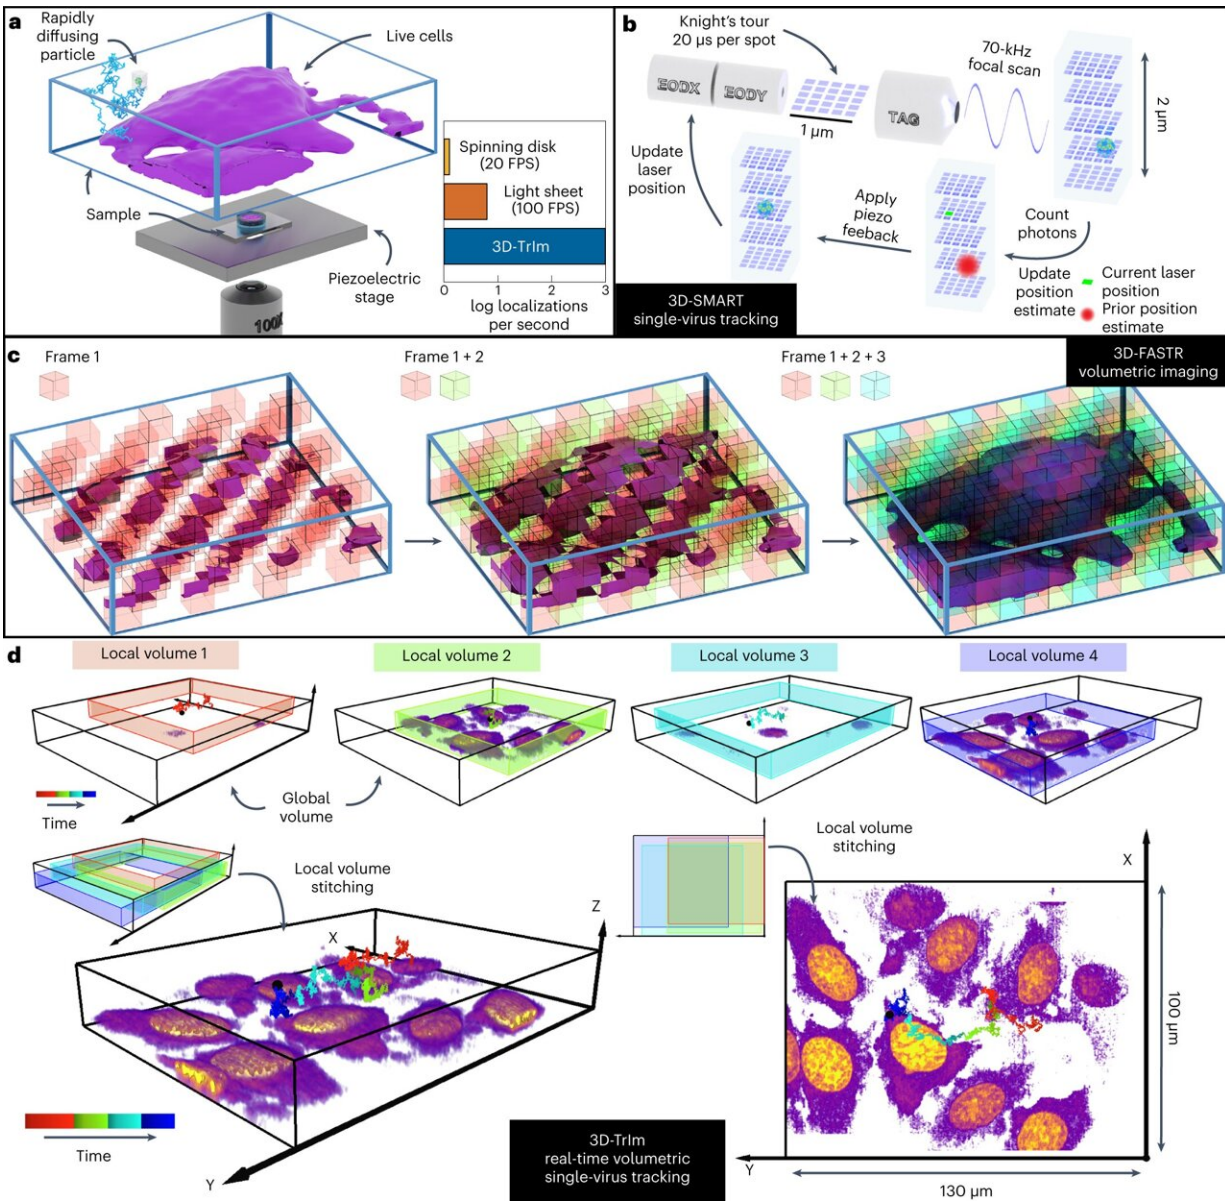 a
Rapidly
diffusing
particle
Live cells
Sample
Piezoelectric
stage
100X
Spinning disk
(20 FPS)
Light sheet
(100 FPS)
3D-TrIm
0 1 2 3
log localizations
per second
b
Knight's tour
20 µs per spot
EODX EODY
1 µm
TAG
70-kHz
focal scan
2 µm
Update
laser
position
Apply
piezo
feeback
Count
photons
Update
position
estimate
Current laser
position
Prior position
estimate
3D-SMART
single-virus tracking
c
Frame 1
Frame 1 + 2
Frame 1 + 2 + 3
3D-FASTR
volumetric imaging
d
Local volume 1
Local volume 2
Local volume 3
Local volume 4
Time
Global
volume
Local volume
stitching
Local volume
stitching
X
Z
X
Y
Time
3D-TrIm
real-time volumetric
single-virus tracking
100 µm
Y
130 µm